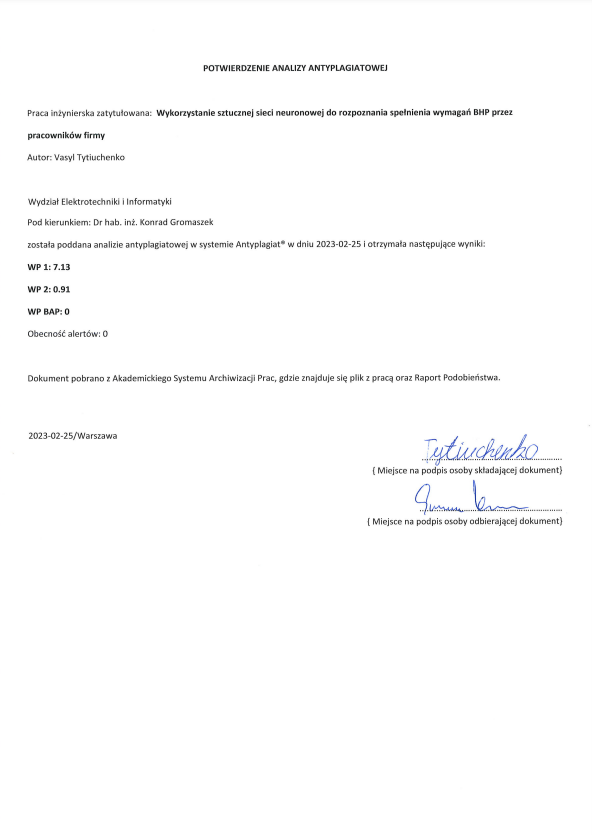 POTWIERDZENIE ANALIZY ANTYPLAGIATOWEJ
Praca inżynierska zatytułowana: Wykorzystanie sztucznej sieci neuronowej do rozpoznania spełnienia wymagań BHP przez
pracowników firmy
Autor: Vasyl Tytiuchenko
Wydział Elektrotechniki i Informatyki
Pod kierunkiem: Dr hab. inż. Konrad Gromaszek
została poddana analizie antyplagiatowej w systemie Antyplagiat® w dniu 2023-02-25 i otrzymała następujące wyniki:
WP 1: 7.13
WP 2: 0.91
WP BAP: 0
Obecność alertów: 0
Dokument pobrano z Akademickiego Systemu Archiwizacji Prac, gdzie znajduje się plik z pracą oraz Raport Podobieństwa.
2023-02-25/Warszawa
Tytiuchenko
( Miejsce na podpis osoby składającej dokument)
( Miejsce na podpis osoby odbierającej dokument)